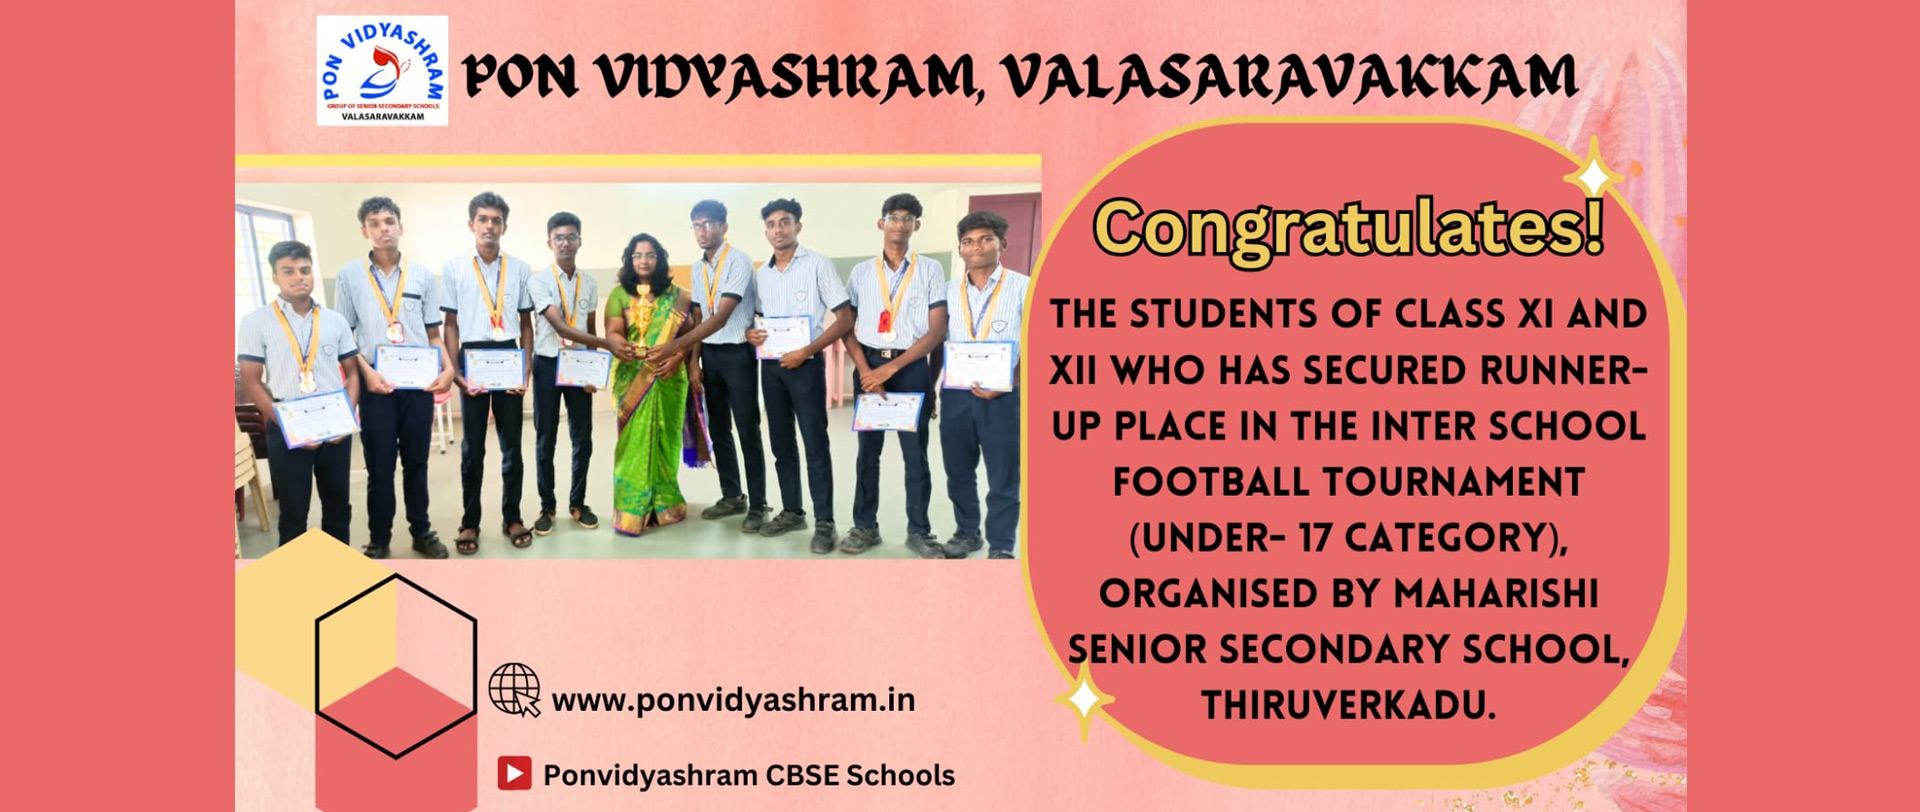 PON VIDYASHRAM
GROUP OF SENIOR SECONDARY SCHOOLS
VALASARAVAKKAM
PON VIDYASHRAM, VALASARAVAKKAM
Congratulates!
THE STUDENTS OF CLASS XI AND
XII WHO HAS SECURED RUNNER-
UP PLACE IN THE INTER SCHOOL
FOOTBALL TOURNAMENT
(UNDER- 17 CATEGORY),
ORGANISED BY MAHARISHI
SENIOR SECONDARY SCHOOL,
THIRUVERKADU.
www.ponvidyashram.in
Ponvidyashram CBSE Schools